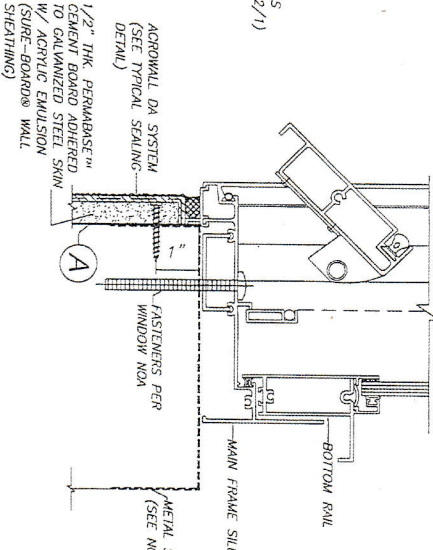 S
2/1)
ACROWALL DA SYSTEM
(SEE TYPICAL SEALING
DETAIL)
1/2" THK PERMABASE™
CEMENT BOARD ADHERED
TO GALVANIZED STEEL SKIN
W/ ACRYLIC EMULSION
(SURE-BOARD® WALL
SHEATHING)
A
1"
FASTENERS PER
WINDOW NOA
BOTTOM RAIL
MAIN FRAME SILL
METAL S
(SEE NO